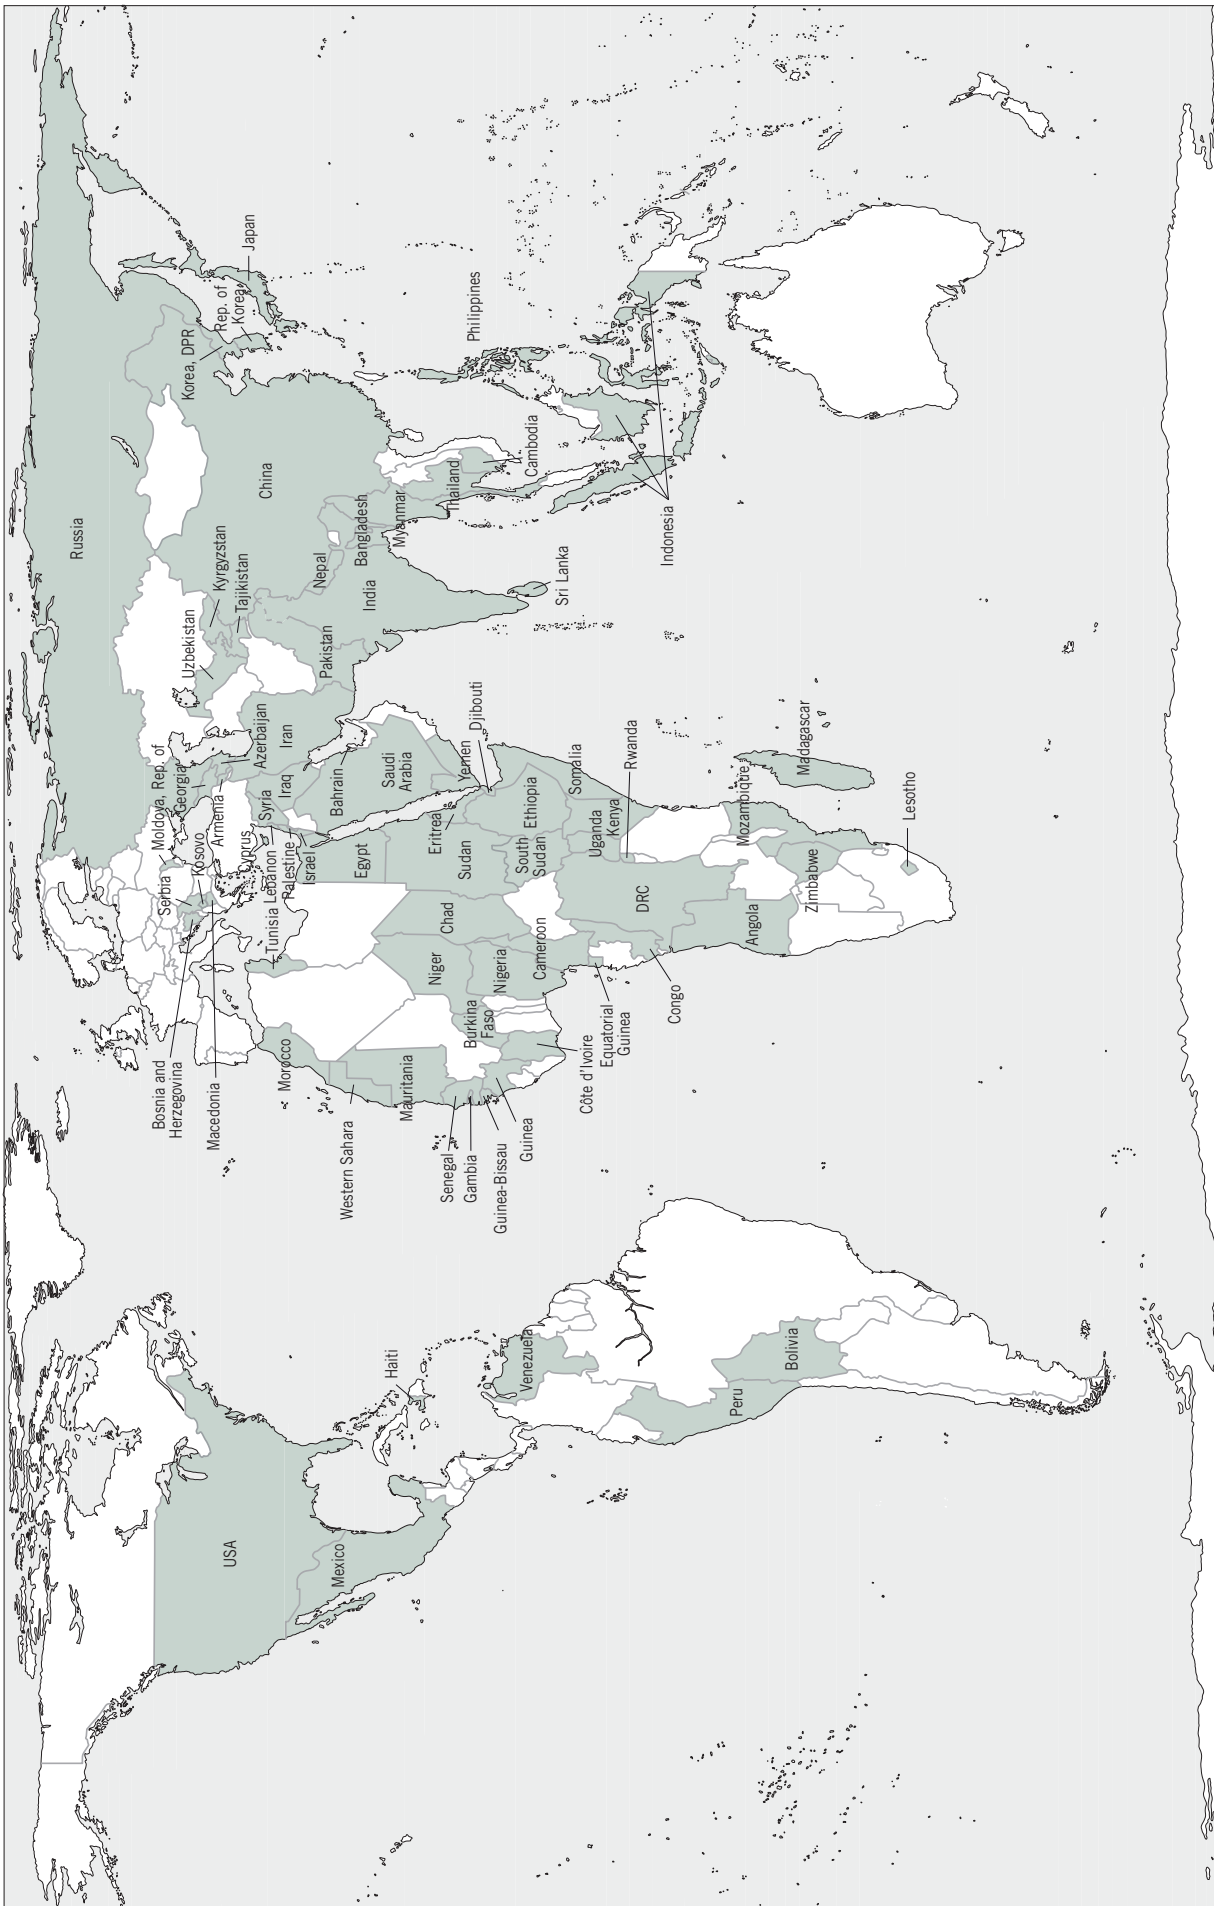 USA
Mexico
Haiti
Venezuela
Peru
Bolivia
Bosnia and
Herzegovina
Macedonia
Serbia
Kosovo
Moldova, Rep. of
Georgia
Armenia
Azerbaijan
Cyprus
Russia
Uzbekistan
Kyrgyzstan
Tajikistan
China
Korea, DPR
Rep. of
Korea
Japan
Morocco
Tunisia
Lebanon
Palestine
Israel
Syria
Iraq
Iran
Pakistan
Nepal
India
Bangladesh
Myanmar
Thailand
Cambodia
Philippines
Western Sahara
Mauritania
Senegal
Gambia
Guinea-Bissau
Guinea
Côte d'Ivoire
Burkina
Faso
Niger
Nigeria
Chad
Cameroon
Equatorial
Guinea
Congo
Egypt
Sudan
South
Sudan
Eritrea
Ethiopia
Bahrain
Saudi
Arabia
Yemen
Djibouti
Somalia
Uganda
Kenya
Rwanda
DRC
Angola
Zimbabwe
Mozambique
Madagascar
Lesotho
Sri Lanka
Indonesia